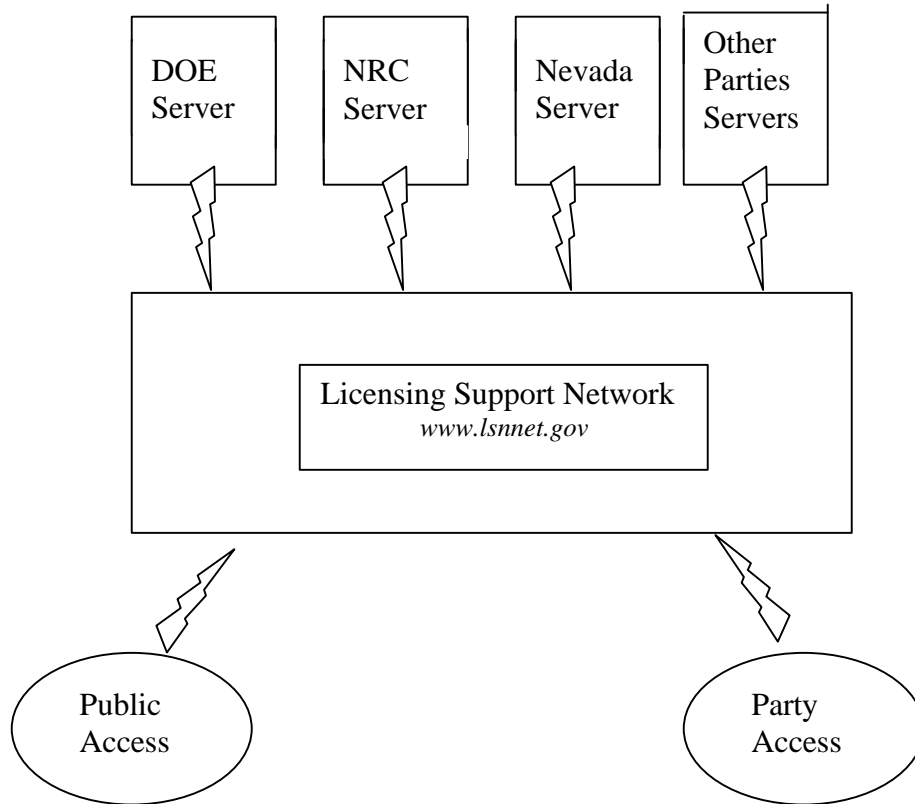 DOE
Server
NRC
Server
Nevada
Server
Other
Parties
Servers
Licensing Support Network
www.lsnnet.gov
Public
Access
Party
Access